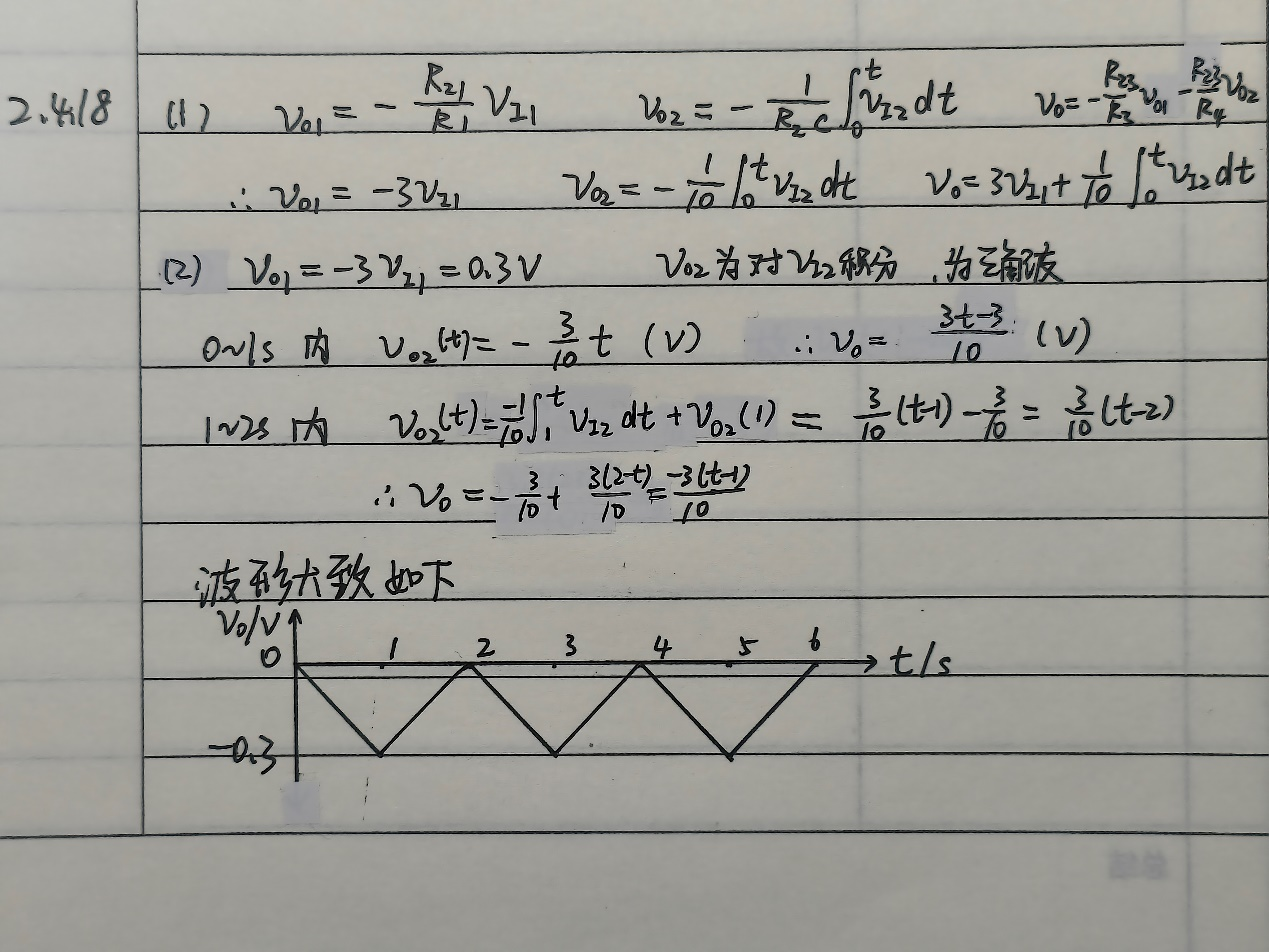 2.4.18 (1) v_{O1} = -\frac{R_{21}}{R_1} v_{I1} v_{O2} = -\frac{1}{R_2 C} \int_0^t v_{I2} dt v_O = -\frac{R_{23}}{R_3} v_{O1} - \frac{R_{23}}{R_4} v_{O2}
∴ v_{O1} = -3v_{I1} v_{O2} = -\frac{1}{10} \int_0^t v_{I2} dt v_O = 3v_{I1} + \frac{1}{10} \int_0^t v_{I2} dt
(2) v_{O1} = -3v_{I1} = 0.3V v_{O2}为对v_{I2}积分,为三角波
0~1s 内 v_{O2}(t) = -\frac{3}{10} t (V) ∴ v_O = \frac{3t-3}{10} (V)
1~2s 内 v_{O2}(t) = \frac{-1}{10} \int_1^t v_{I2} dt + v_{O2}(1) = \frac{3}{10}(t-1) - \frac{3}{10} = \frac{3}{10}(t-2)
∴ v_O = -\frac{3}{10} + \frac{3(2-t)}{10} = \frac{-3(t-1)}{10}
波形大致如下
v_O/V
0 1 2 3 4 5 6 t/s
-0.3